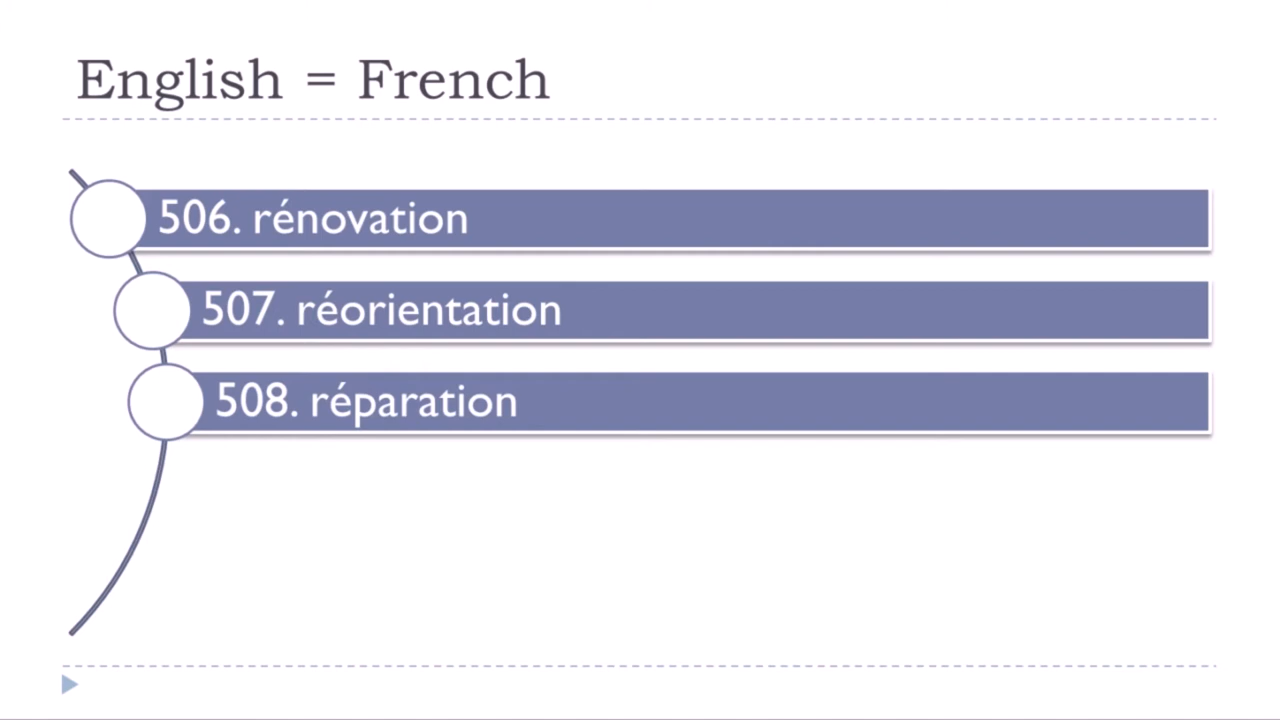 English = French
506. rénovation
507. réorientation
508. réparation